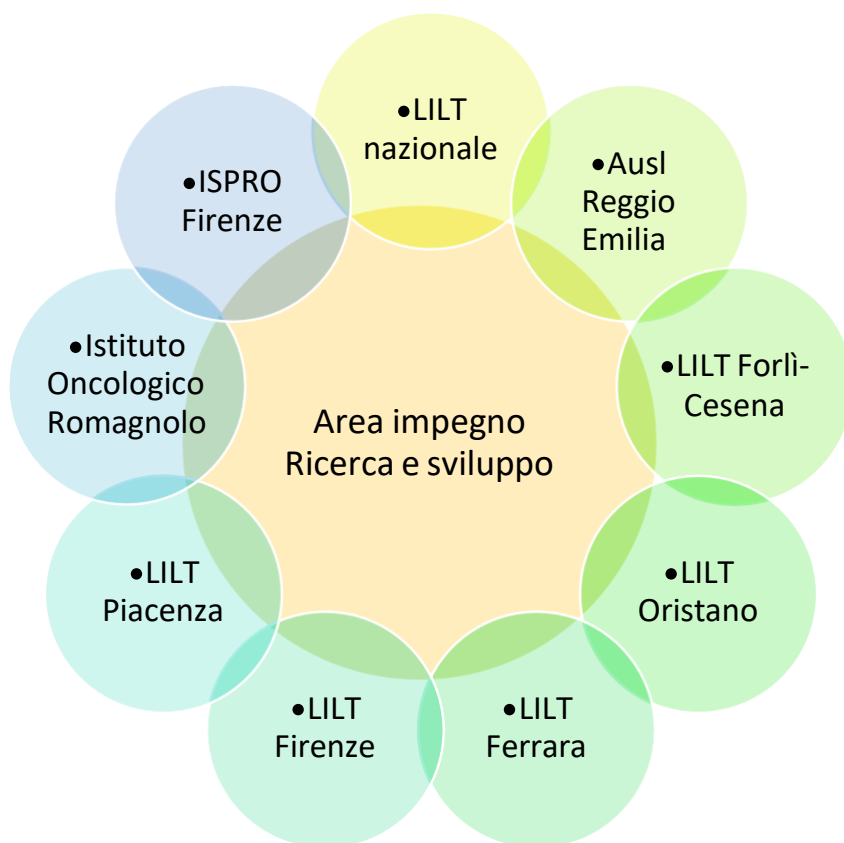 •LILT
nazionale
•Ausl
Reggio
Emilia
•LILT Forlì-
Cesena
•LILT
Oristano
•LILT
Ferrara
•LILT
Firenze
•LILT
Piacenza
•Istituto
Oncologico
Romagnolo
•ISPRO
Firenze
Area impegno
Ricerca e sviluppo